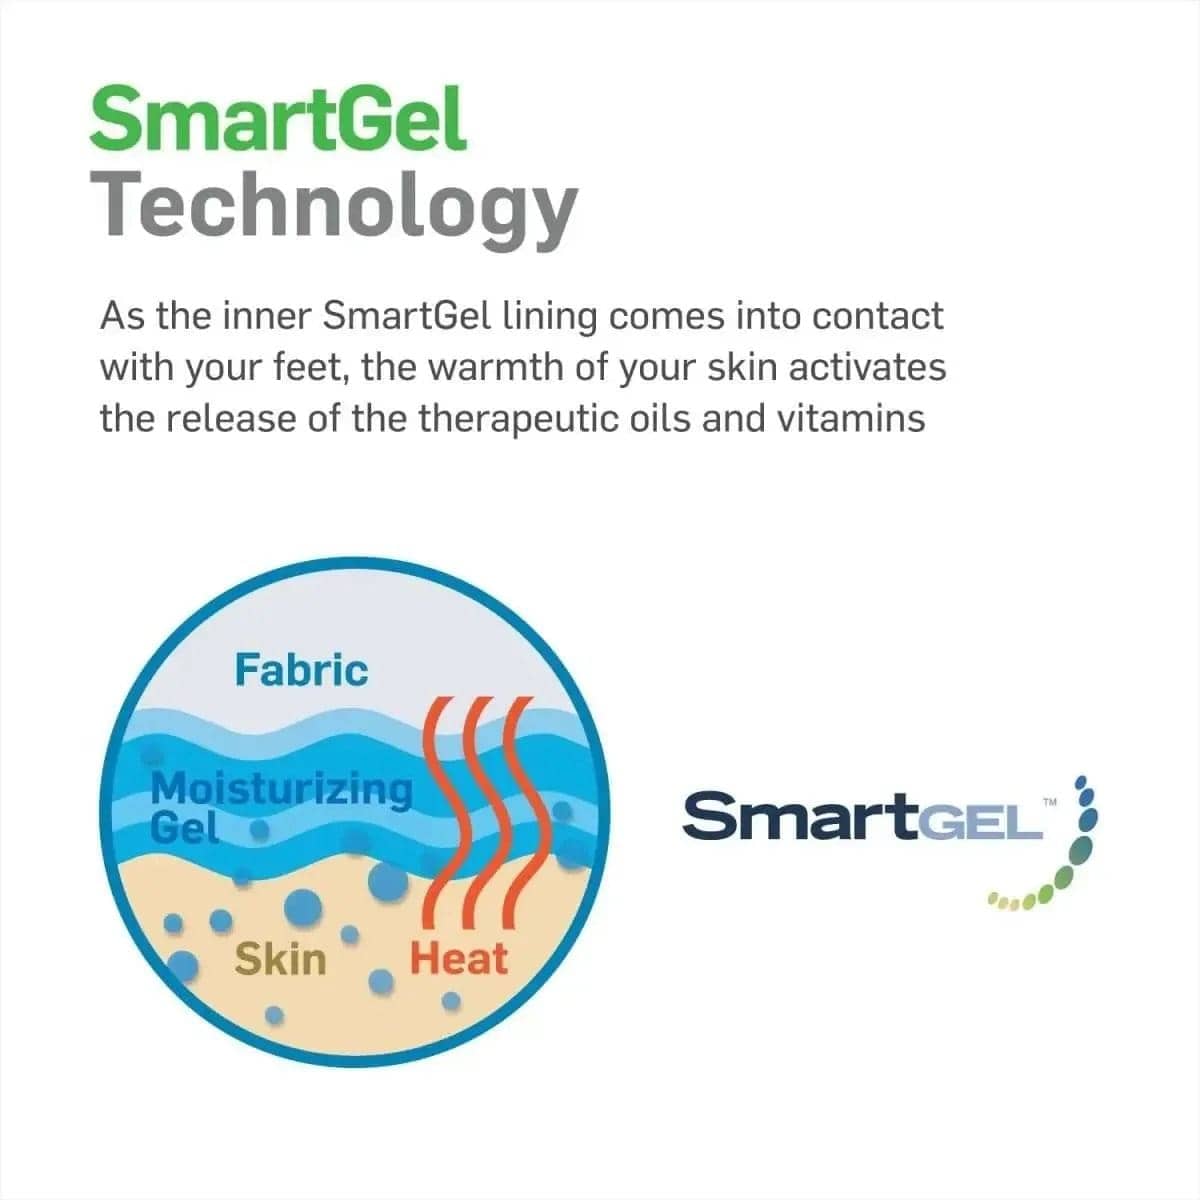 SmartGel
Technology
As the inner SmartGel lining comes into contact
with your feet, the warmth of your skin activates
the release of the therapeutic oils and vitamins
Fabric
Moisturizing
Gel
Skin
Heat
SmartGEL™